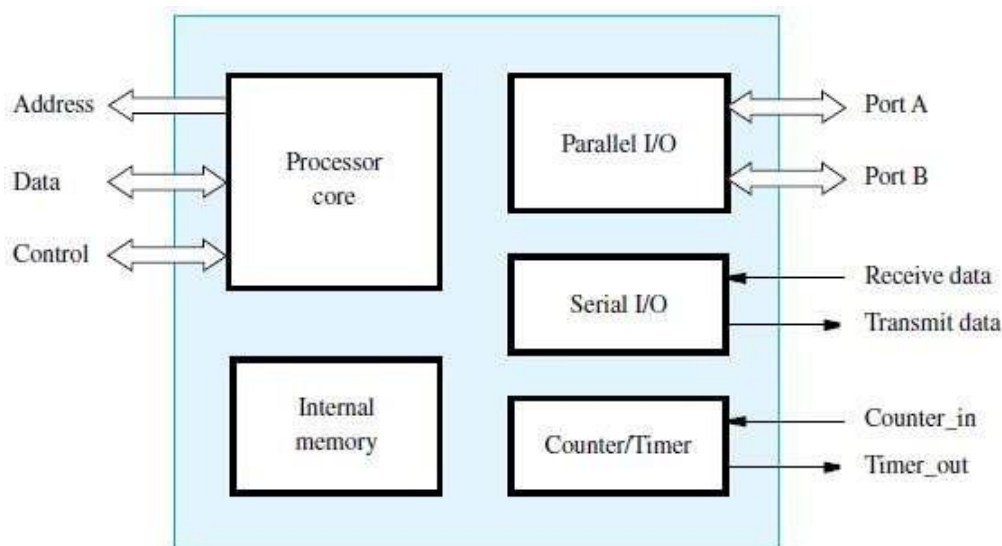 Address
Data
Control
Processor
core
Internal
memory
Parallel I/O
Serial I/O
Counter/Timer
Port A
Port B
Receive data
Transmit data
Counter_in
Timer_out